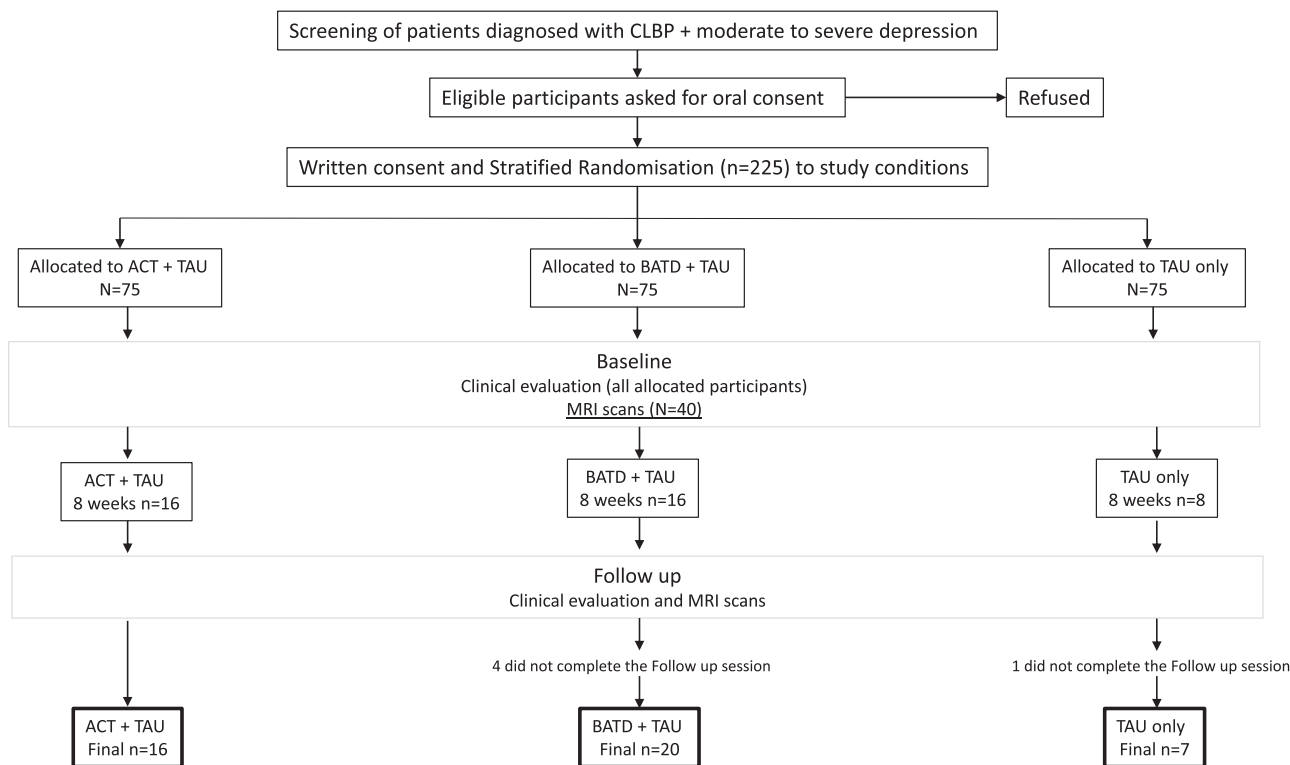 Screening of patients diagnosed with CLBP + moderate to severe depression
Eligible participants asked for oral consent
Refused
Written consent and Stratified Randomisation (n=225) to study conditions
Allocated to ACT + TAU
N=75
Allocated to BATD + TAU
N=75
Allocated to TAU only
N=75
Baseline
Clinical evaluation (all allocated participants)
MRI scans (N=40)
ACT + TAU
8 weeks n=16
BATD + TAU
8 weeks n=16
TAU only
8 weeks n=8
Follow up
Clinical evaluation and MRI scans
4 did not complete the Follow up session
1 did not complete the Follow up session
ACT + TAU
Final n=16
BATD + TAU
Final n=20
TAU only
Final n=7